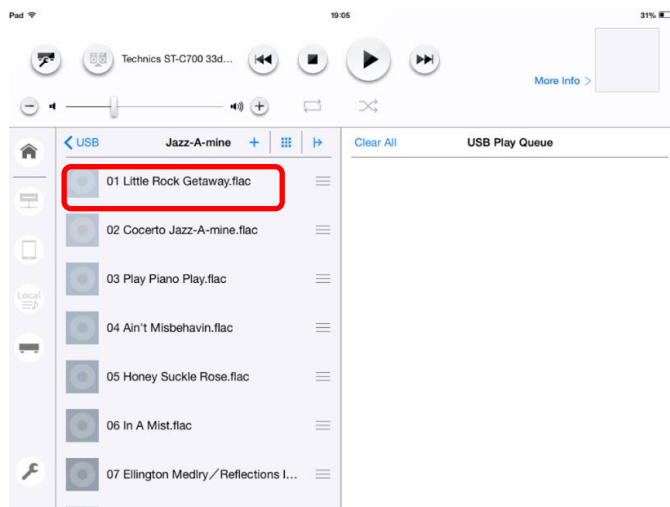 Pad 19:05 31%
Technics ST-C700 33d...
More Info >
< USB Jazz-A-mine + Clear All USB Play Queue
01 Little Rock Getaway.flac
02 Cocerto Jazz-A-mine.flac
03 Play Piano Play.flac
Local
04 Ain't Misbehavin.flac
05 Honey Suckle Rose.flac
06 In A Mist.flac
07 Ellington Medlry／Reflections I...